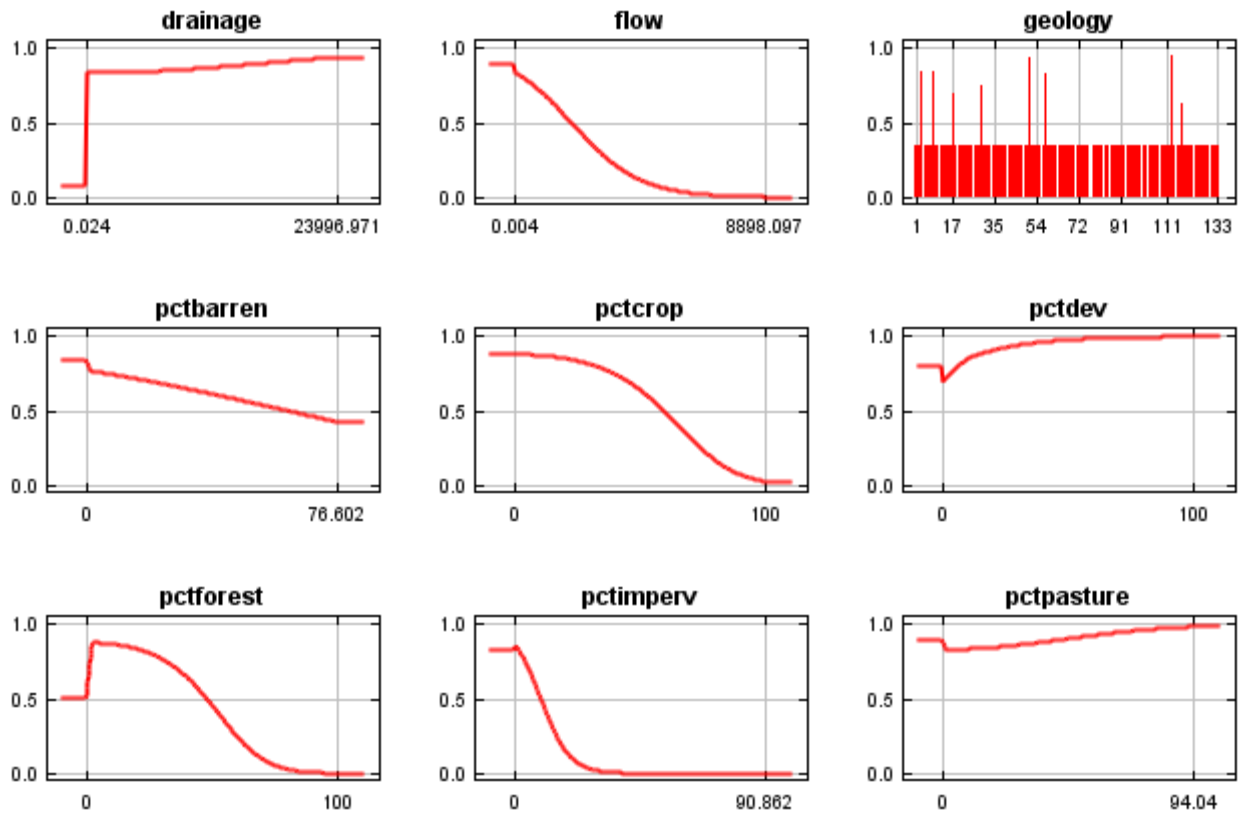 drainage flow geology
1.0 1.0 1.0
0.5 0.5 0.5
0.0 0.0 0.0
0.024 23996.971 0.004 8898.097 1 17 35 54 72 91 111 133
pctbarren pctcrop pctdev
1.0 1.0 1.0
0.5 0.5 0.5
0.0 0.0 0.0
0 76.602 0 100 0 100
pctforest pctimperv pctpasture
1.0 1.0 1.0
0.5 0.5 0.5
0.0 0.0 0.0
0 100 0 90.862 0 94.04